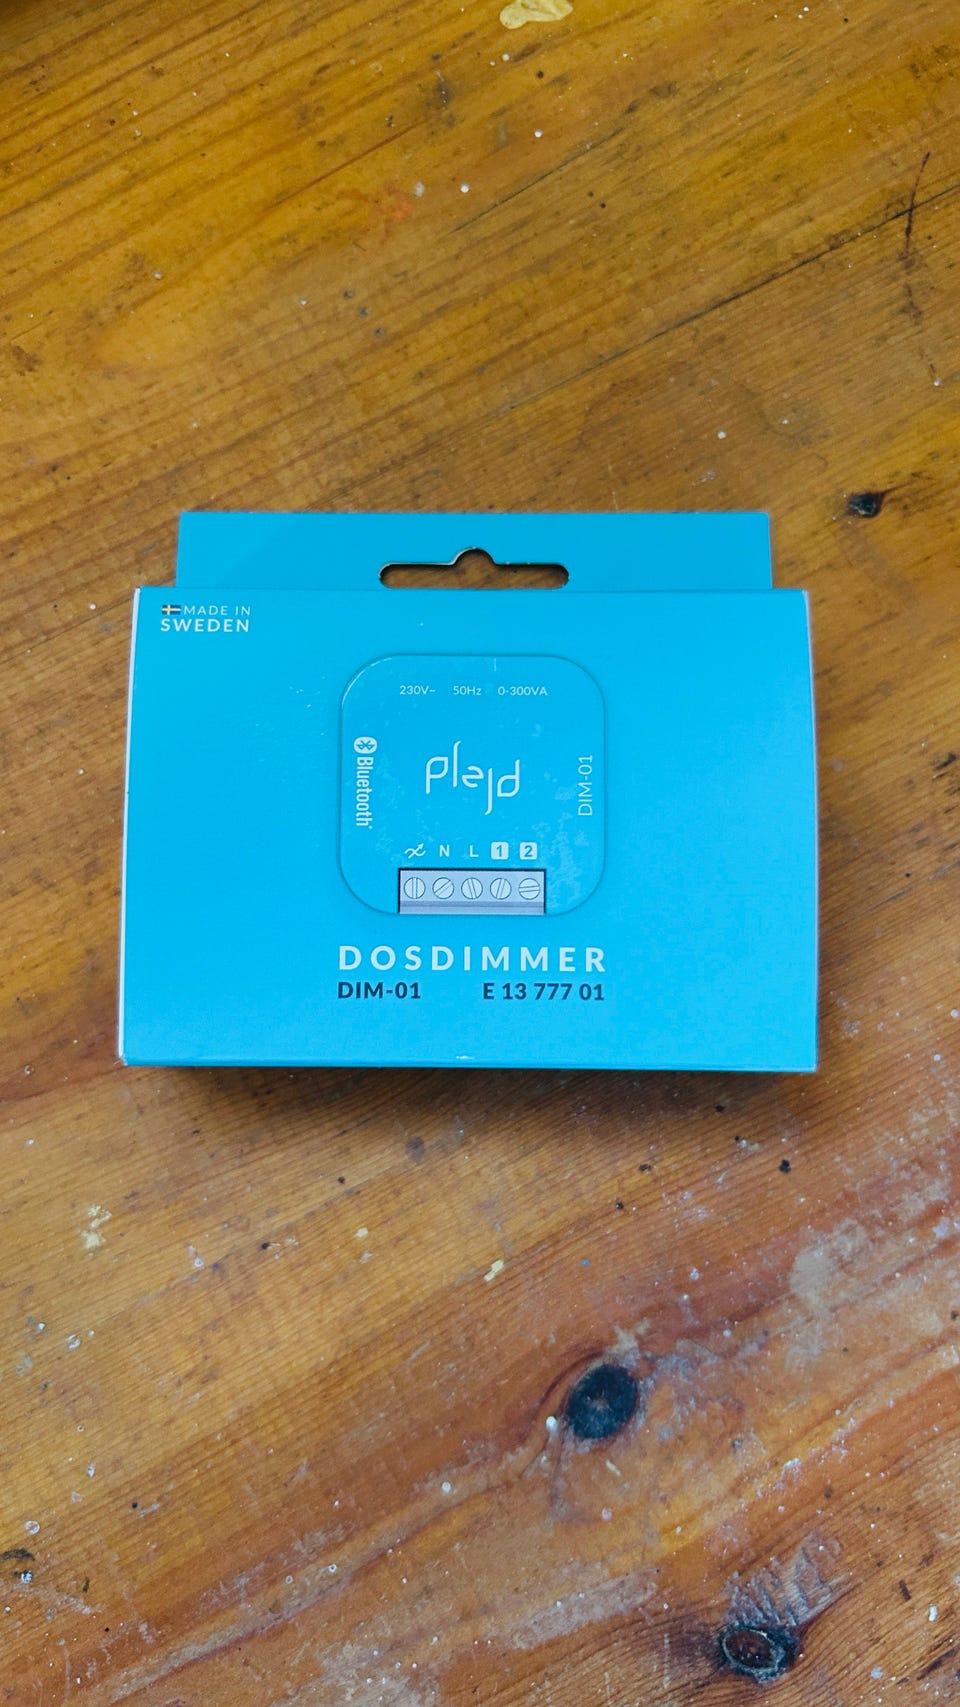 MADE IN
SWEDEN
230V~ 50Hz 0-300VA
Bluetooth
plejd
DIM-01
N L 1 2
DOSDIMMER
DIM-01 E 13 777 01